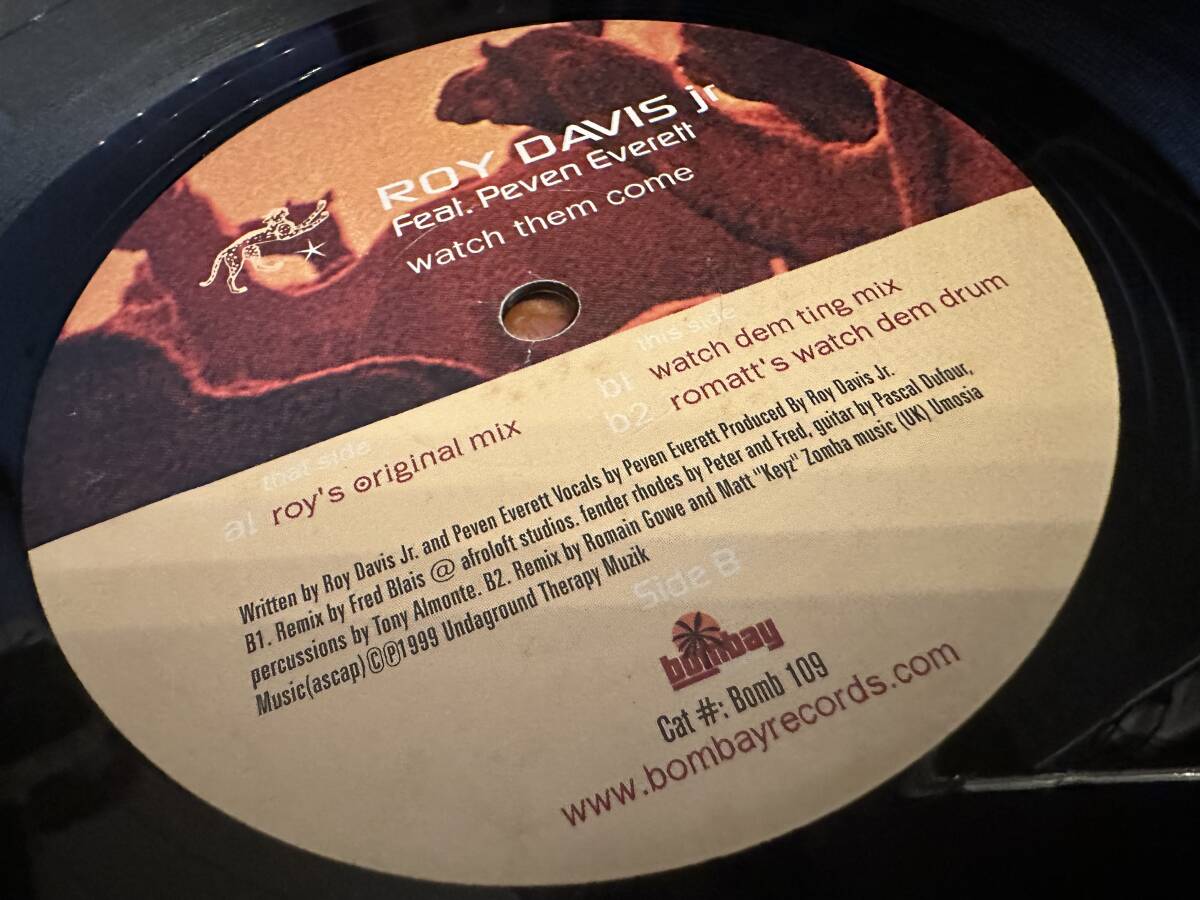 ROY DAVIS jr
Feat. Peven Everett
watch them come
that side
a1 roy's original mix
this side
b1 watch dem ting mix
b2 romatt's watch dem drum
Written by Roy Davis Jr. and Peven Everett Vocals by Peven Everett Produced By Roy Davis Jr.
B1. Remix by Fred Blais @ afroloft studios. fender rhodes by Peter and Fred, guitar by Pascal Dufour,
percussions by Tony Almonte. B2. Remix by Romain Gowe and Matt "Keyz" Zomba music (UK) Umosia
Music(ascap)©℗1999 Undaground Therapy Muzik
Side B
bombay
Cat #: Bomb 109
www.bombayrecords.com